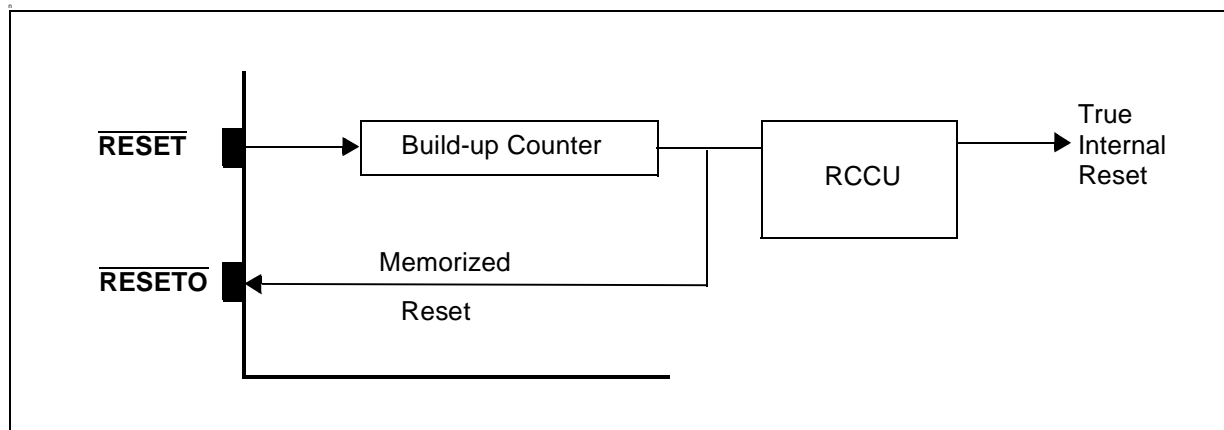 n
RESET
Build-up Counter
RCCU
True
Internal
Reset
RESETO
Memorized
Reset